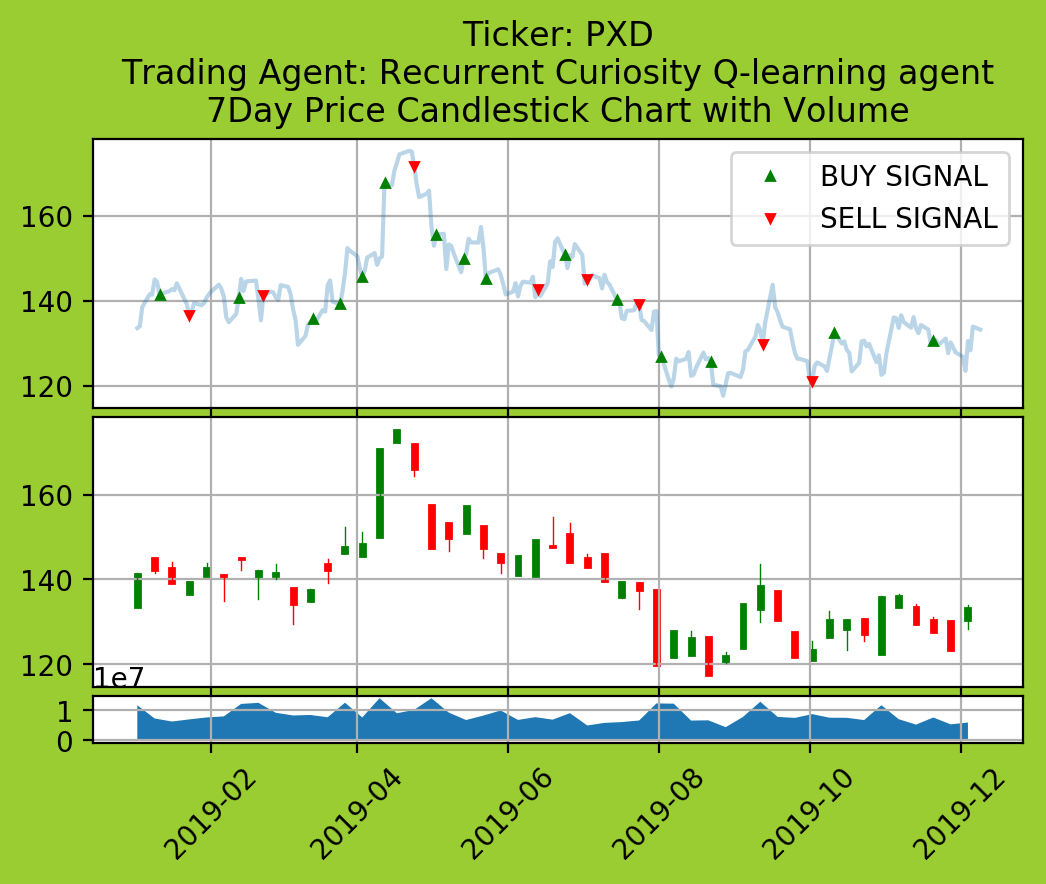 Ticker: PXD
Trading Agent: Recurrent Curiosity Q-learning agent
7Day Price Candlestick Chart with Volume
BUY SIGNAL
SELL SIGNAL
160
140
120
160
140
120
1e7
1
0
2019-02
2019-04
2019-06
2019-08
2019-10
2019-12